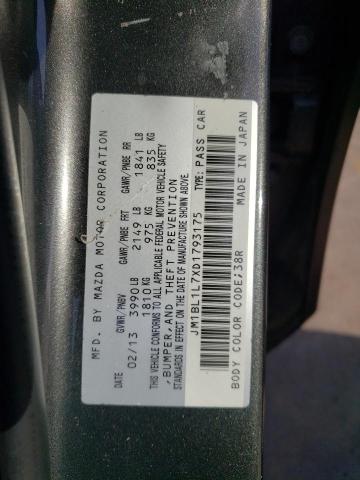 MFD. BY MAZDA MOTOR CORPORATION
DATE GVWR/PNBV GAWR/PNBE FRT GAWR/PNBE RR
02/13 3990LB 2149 LB 1841 LB
1810KG 975 KG 835 KG
THIS VEHICLE CONFORMS TO ALL APPLICABLE FEDERAL MOTOR VEHICLE SAFETY
,BUMPER,AND THEFT PREVENTION
STANDARDS IN EFFECT ON THE DATE OF MANUFACTURE SHOWN ABOVE.
JM1BL1L7XD1793175 TYPE: PASS CAR
BODY COLOR CODE;38R MADE IN JAPAN